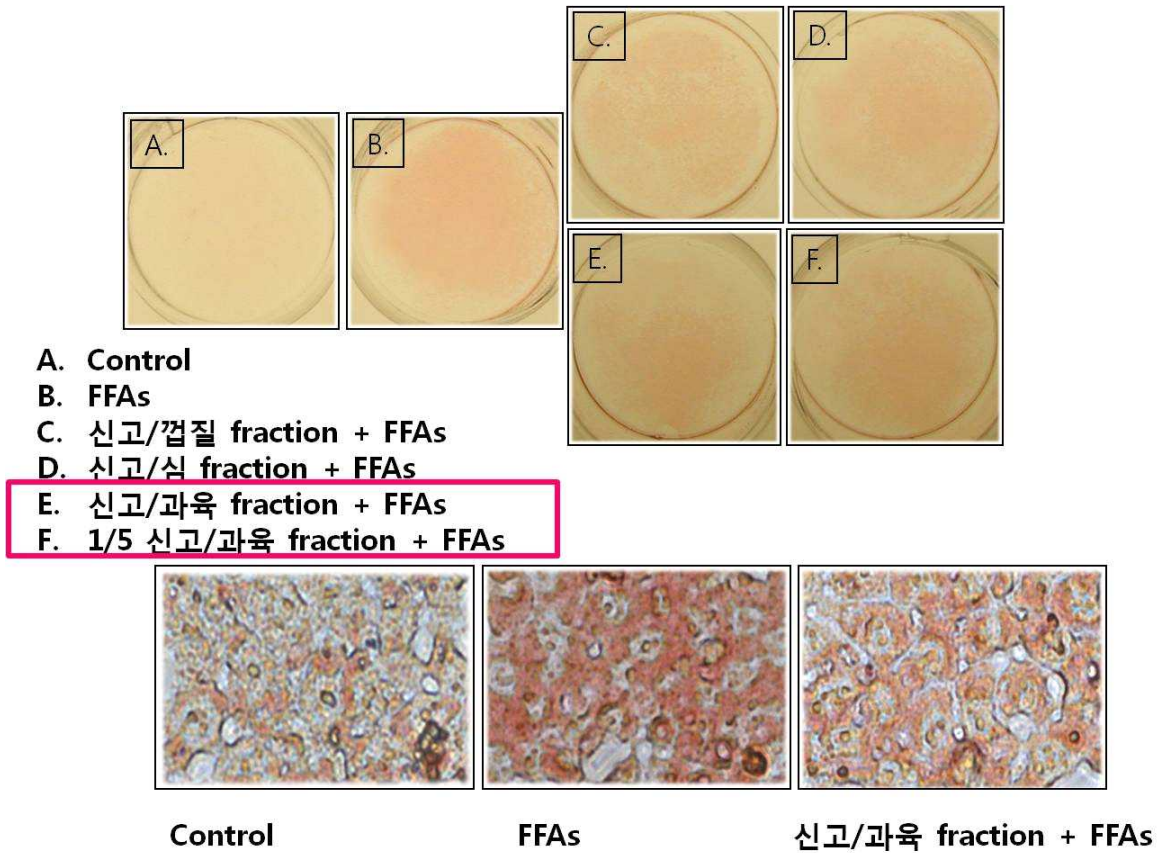 C.
D.
A.
B.
E.
F.
A. Control
B. FFAs
C. 신고/껍질 fraction + FFAs
D. 신고/심 fraction + FFAs
E. 신고/과육 fraction + FFAs
F. 1/5 신고/과육 fraction + FFAs
Control
FFAs
신고/과육 fraction + FFAs